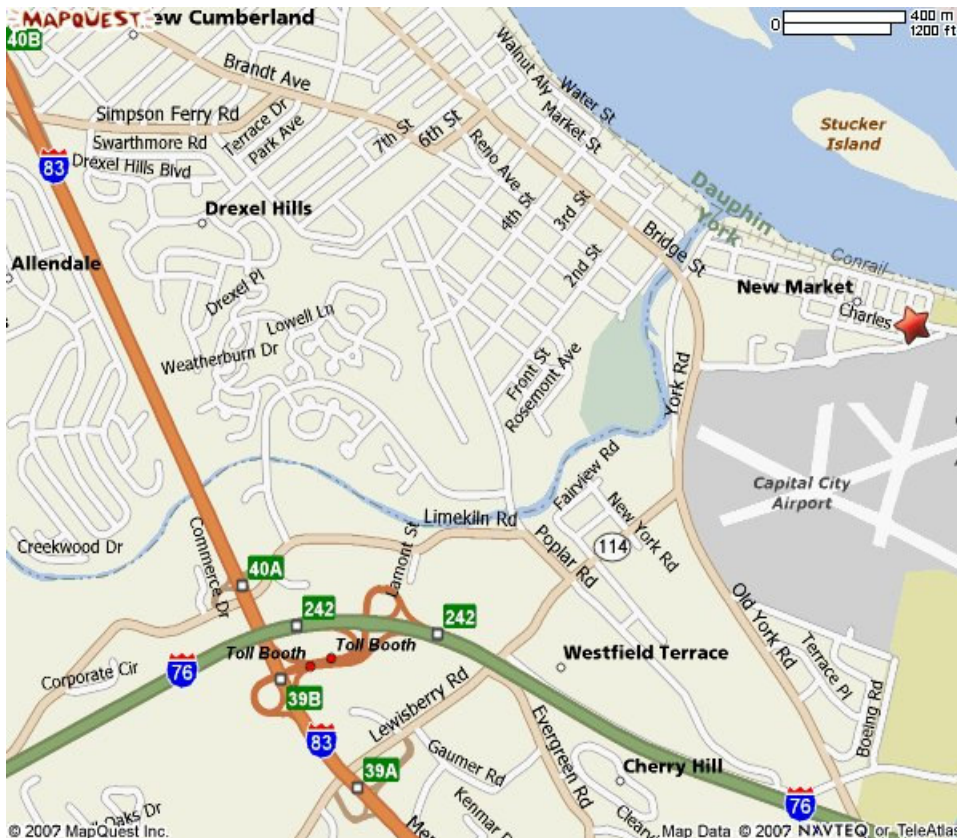 MAPQUEST
ew Cumberland
40B
0
400 m
1200 ft
Brandt Ave
Walnut Aly
Water St
Market St
Simpson Ferry Rd
Swarthmore Rd
Terrace Dr
Park Ave
7th St
6th St
Reno Ave
Stucker
Island
83
Drexel Hills Blvd
Drexel Hills
4th St
3rd St
2nd St
Dauphin
York
Bridge St
Conrail
Allendale
Drexel Pl
New Market
Charles
Lowell Ln
Weatherburn Dr
Front St
Rosemont Ave
York Rd
Capital City
Airport
Fairview Rd
New York Rd
Limekiln Rd
Poplar Rd
114
Creekwood Dr
Commerce Dr
Lamont St
40A
242
242
Old York Rd
Toll Booth
Toll Booth
Westfield Terrace
Terrace Pl
76
Corporate Cir
39B
Lewisberry Rd
Boeing Rd
83
Evergreen Rd
Gaumer Rd
39A
Cherry Hill
Kenmar D
Clearv
76
Oaks Dr
Me
© 2007 MapQuest Inc.
Map Data © 2007 NAVTEQ or TeleAtlas